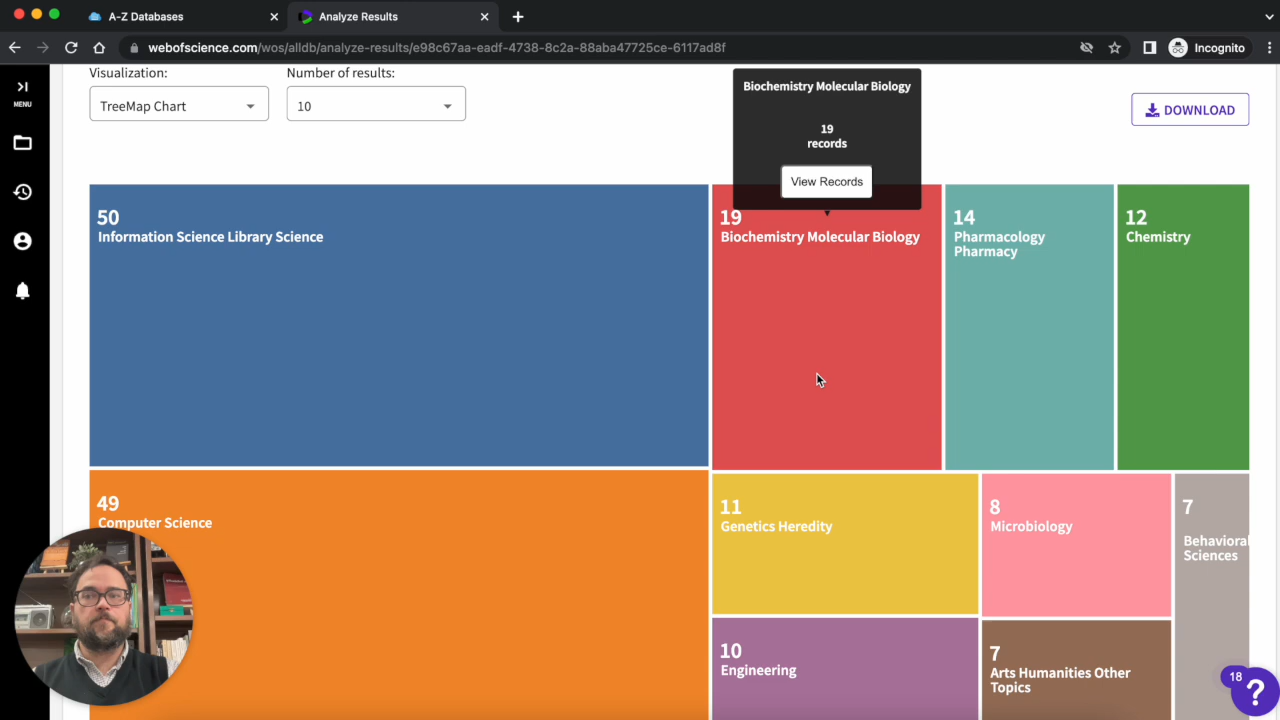 A-Z Databases
Analyze Results
webofscience.com/wos/alldb/analyze-results/e98c67aa-eadf-4738-8c2a-88aba47725ce-6117ad8f
Incognito
MENU
Visualization:
Number of results:
TreeMap Chart
10
DOWNLOAD
Biochemistry Molecular Biology
19
records
View Records
50
Information Science Library Science
19
Biochemistry Molecular Biology
14
Pharmacology
Pharmacy
12
Chemistry
49
Computer Science
11
Genetics Heredity
8
Microbiology
7
Behavioral
Sciences
10
Engineering
7
Arts Humanities Other
Topics
18
?